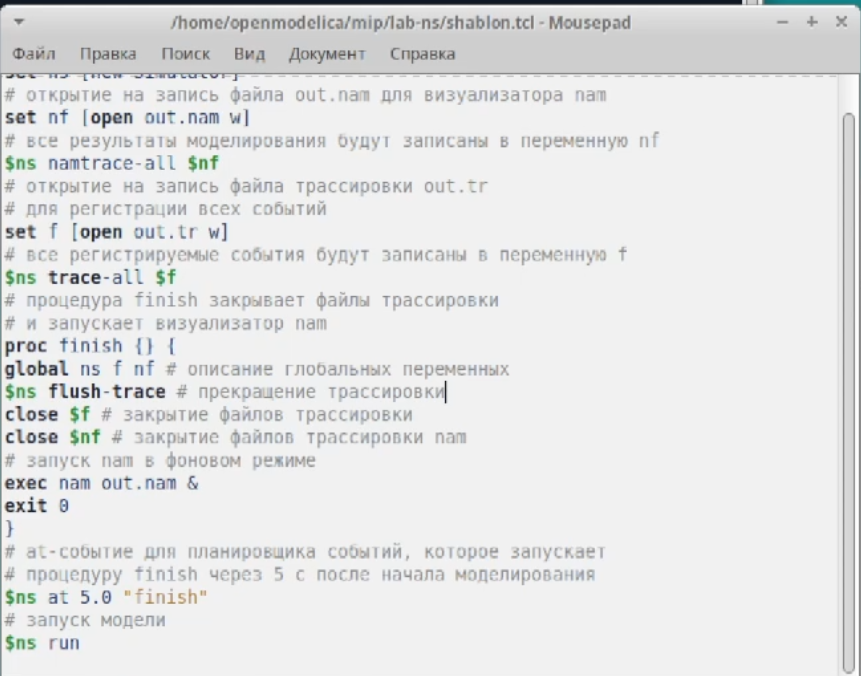 /home/openmodelica/mip/lab-ns/shablon.tcl - Mousepad
Файл Правка Поиск Вид Документ Справка
set ns [new Simulator]
# открытие на запись файла out.nam для визуализатора nam
set nf [open out.nam w]
# все результаты моделирования будут записаны в переменную nf
$ns namtrace-all $nf
# открытие на запись файла трассировки out.tr
# для регистрации всех событий
set f [open out.tr w]
# все регистрируемые события будут записаны в переменную f
$ns trace-all $f
# процедура finish закрывает файлы трассировки
# и запускает визуализатор nam
proc finish {} {
global ns f nf # описание глобальных переменных
$ns flush-trace # прекращение трассировки
close $f # закрытие файлов трассировки
close $nf # закрытие файлов трассировки nam
# запуск nam в фоновом режиме
exec nam out.nam &
exit 0
}
# at-событие для планировщика событий, которое запускает
# процедуру finish через 5 с после начала моделирования
$ns at 5.0 "finish"
# запуск модели
$ns run